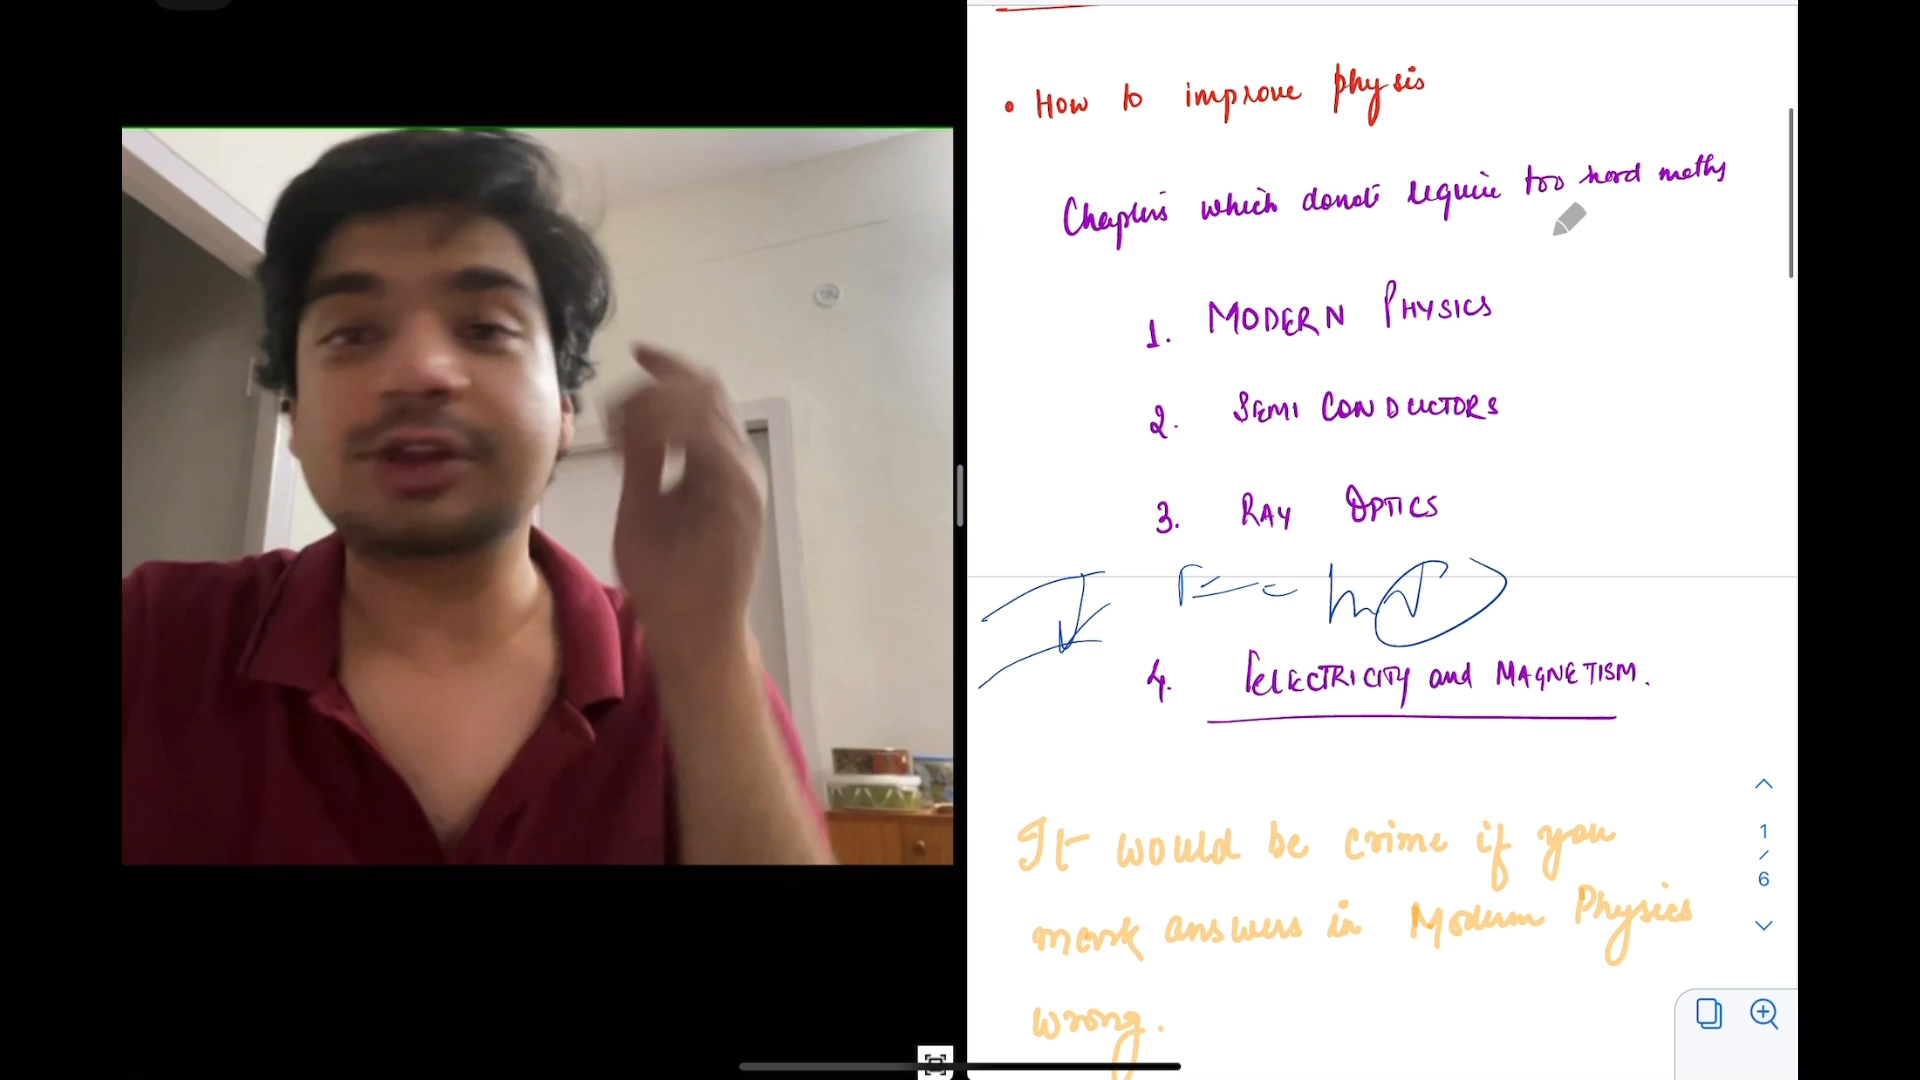 • How to improve physis
Chapters which donot require too hard maths
1. MODERN PHYSICS
2. SEMI CONDUCTORS
3. RAY OPTICS
4. ELECTRICITY and MAGNETISM.
It would be crime if you
mark answers in Modern Physics
wrong.
1
/
6